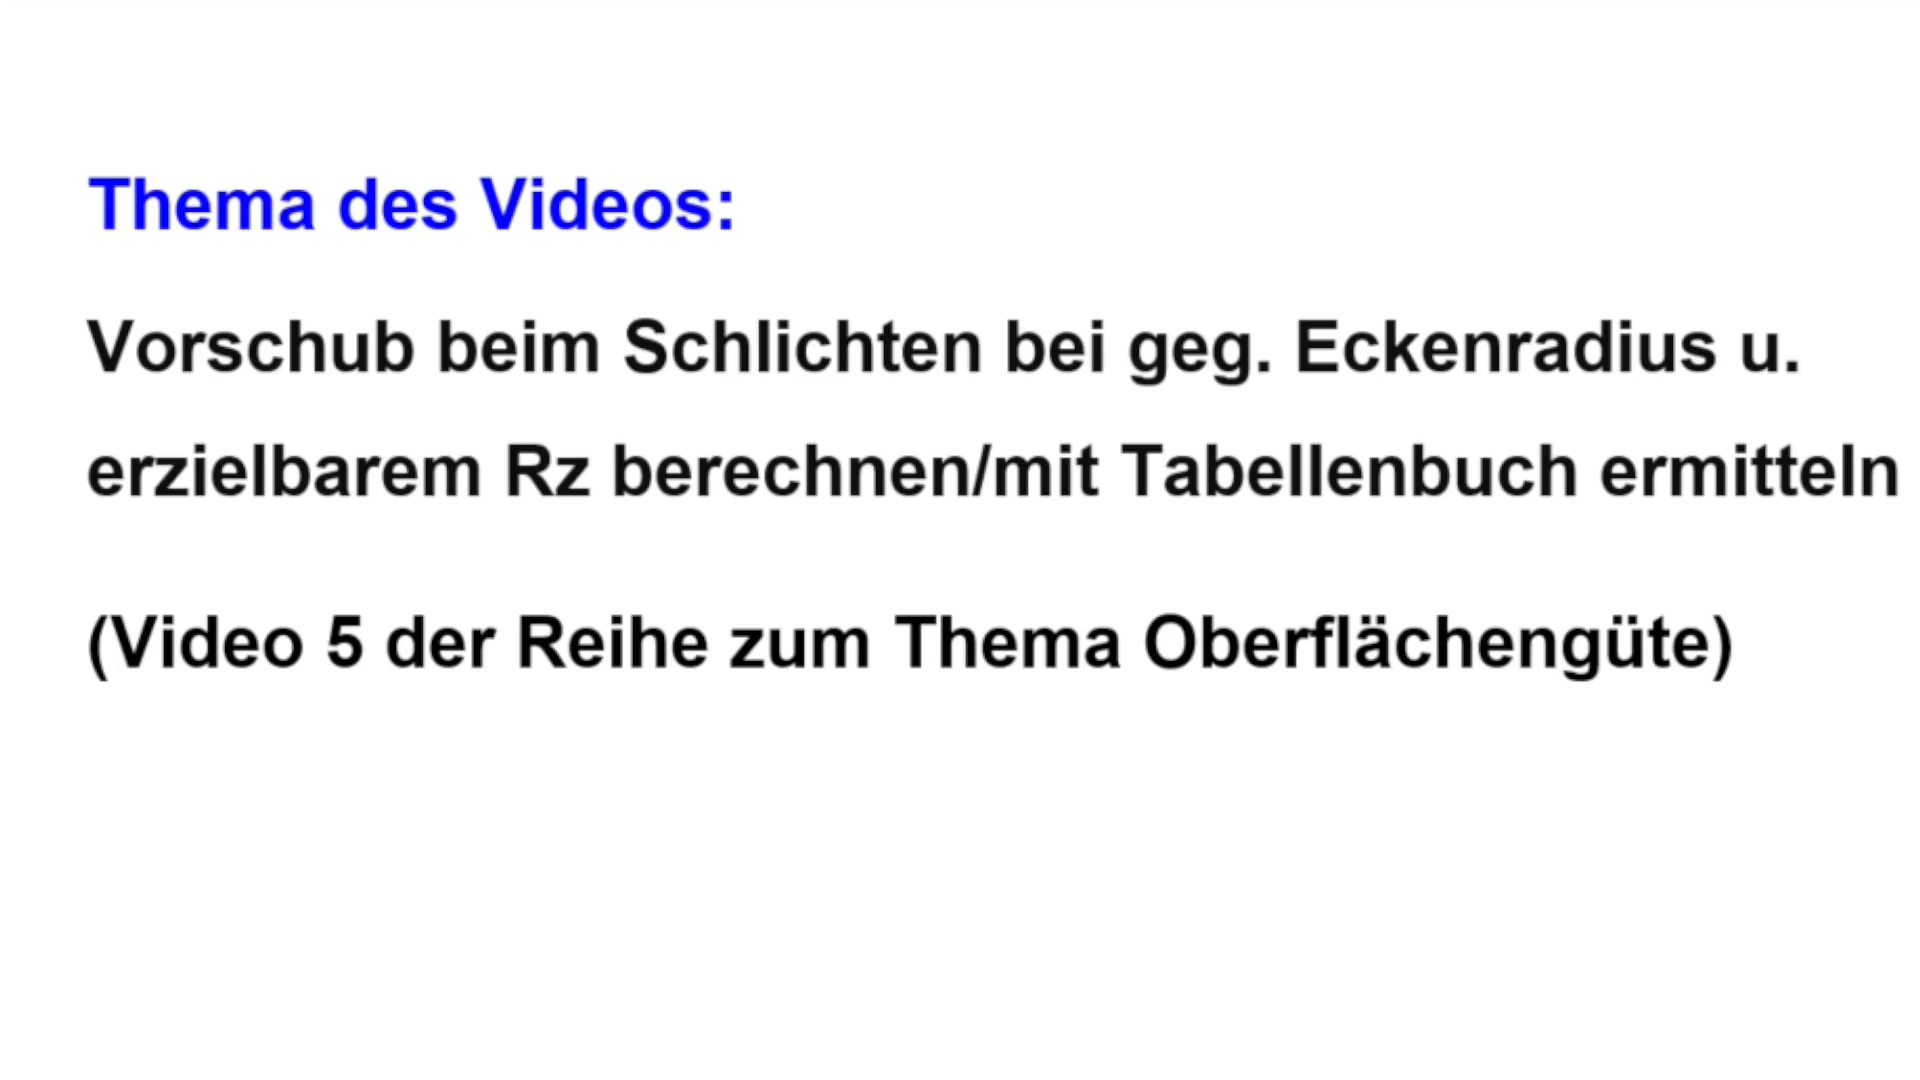 Thema des Videos:
Vorschub beim Schlichten bei geg. Eckenradius u.
erzielbarem Rz berechnen/mit Tabellenbuch ermitteln
(Video 5 der Reihe zum Thema Oberflächengüte)